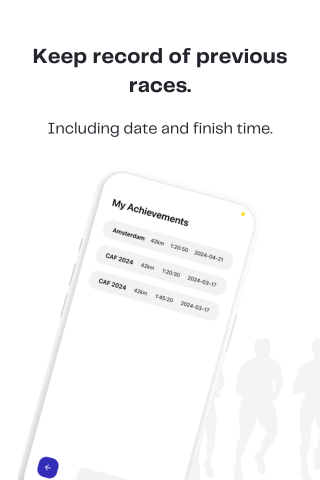 Keep record of previous
races.
Including date and finish time.
My Achievements
Amsterdam 42km 1:20:50 2024-04-21
CAF 2024 42km 1:20:30 2024-03-17
CAF 2024 42km 1:45:30 2024-03-17